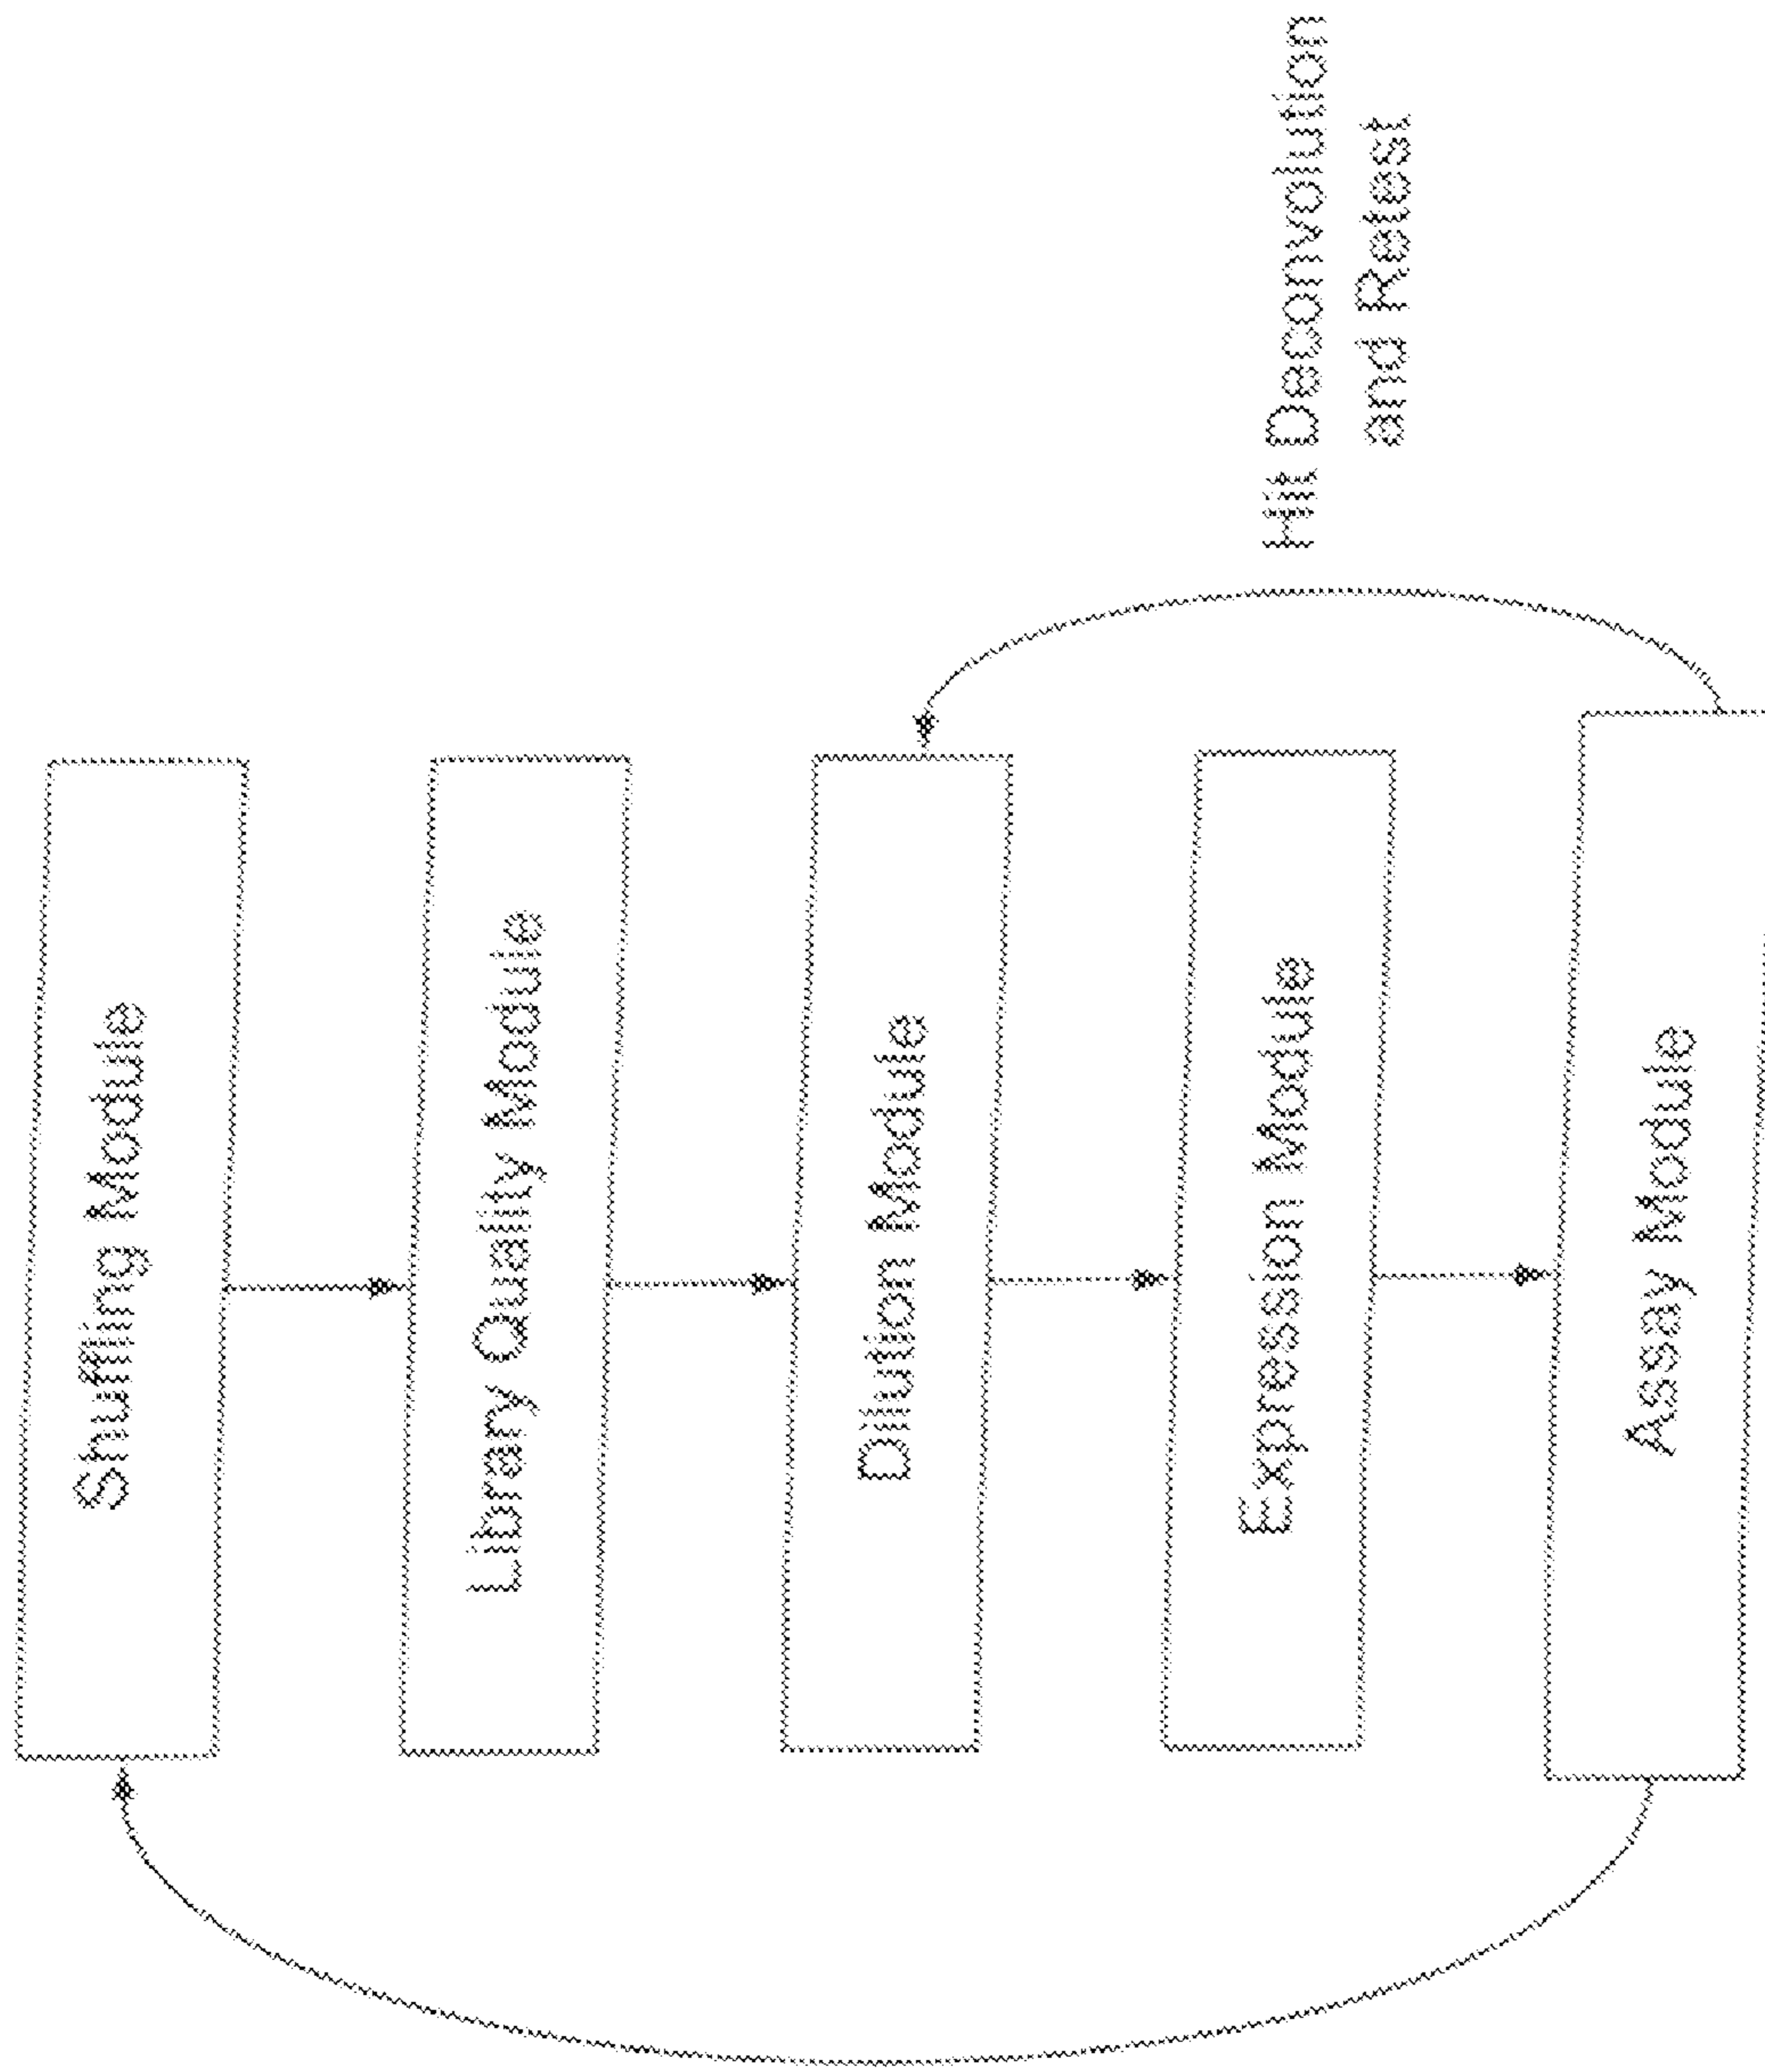 Shuffling Module
Library Quality Module
Dilution Module
Expression Module
Assay Module
Hit Deconvolution
and Retest